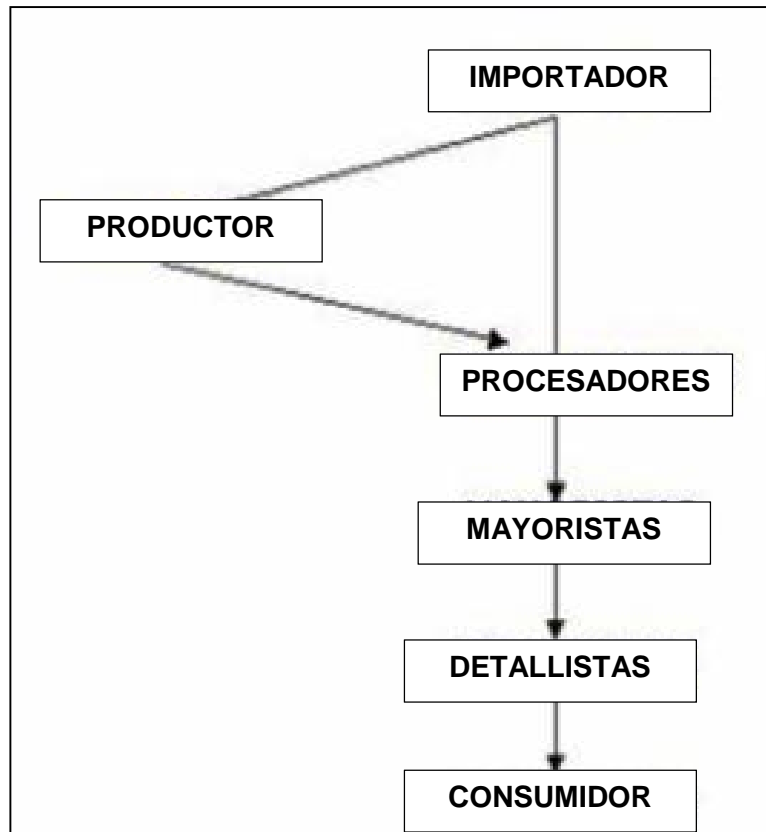 IMPORTADOR
PRODUCTOR
PROCESADORES
MAYORISTAS
DETALLISTAS
CONSUMIDOR